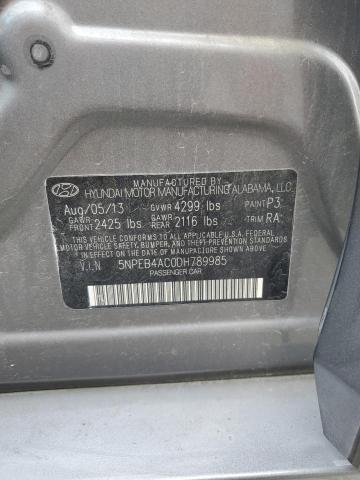 MANUFACTURED BY
HYUNDAI MOTOR MANUFACTURING ALABAMA, LLC.
Aug/05/13 GVWR 4299 lbs PAINT P3
GAWR FRONT 2425 lbs GAWR REAR 2116 lbs TRIM RA
THIS VEHICLE CONFORMS TO ALL APPLICABLE U.S. FEDERAL
MOTOR VEHICLE SAFETY, BUMPER, AND THEFT PREVENTION STANDARDS
IN EFFECT ON THE DATE OF MANUFACTURE SHOWN ABOVE.
V.I.N 5NPEB4AC0DH789985
PASSENGER CAR